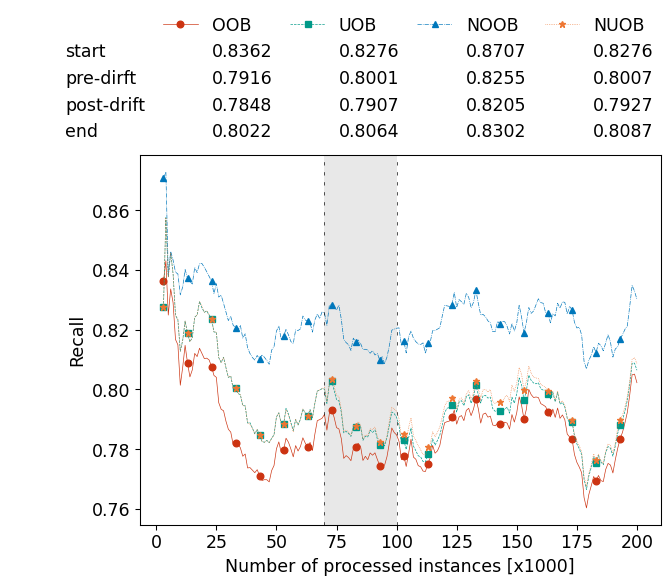 OOB UOB NOOB NUOB
start 0.8362 0.8276 0.8707 0.8276
pre-dirft 0.7916 0.8001 0.8255 0.8007
post-drift 0.7848 0.7907 0.8205 0.7927
end 0.8022 0.8064 0.8302 0.8087
0.86
0.84
0.82
0.80
0.78
0.76
Recall
0 25 50 75 100 125 150 175 200
Number of processed instances [x1000]